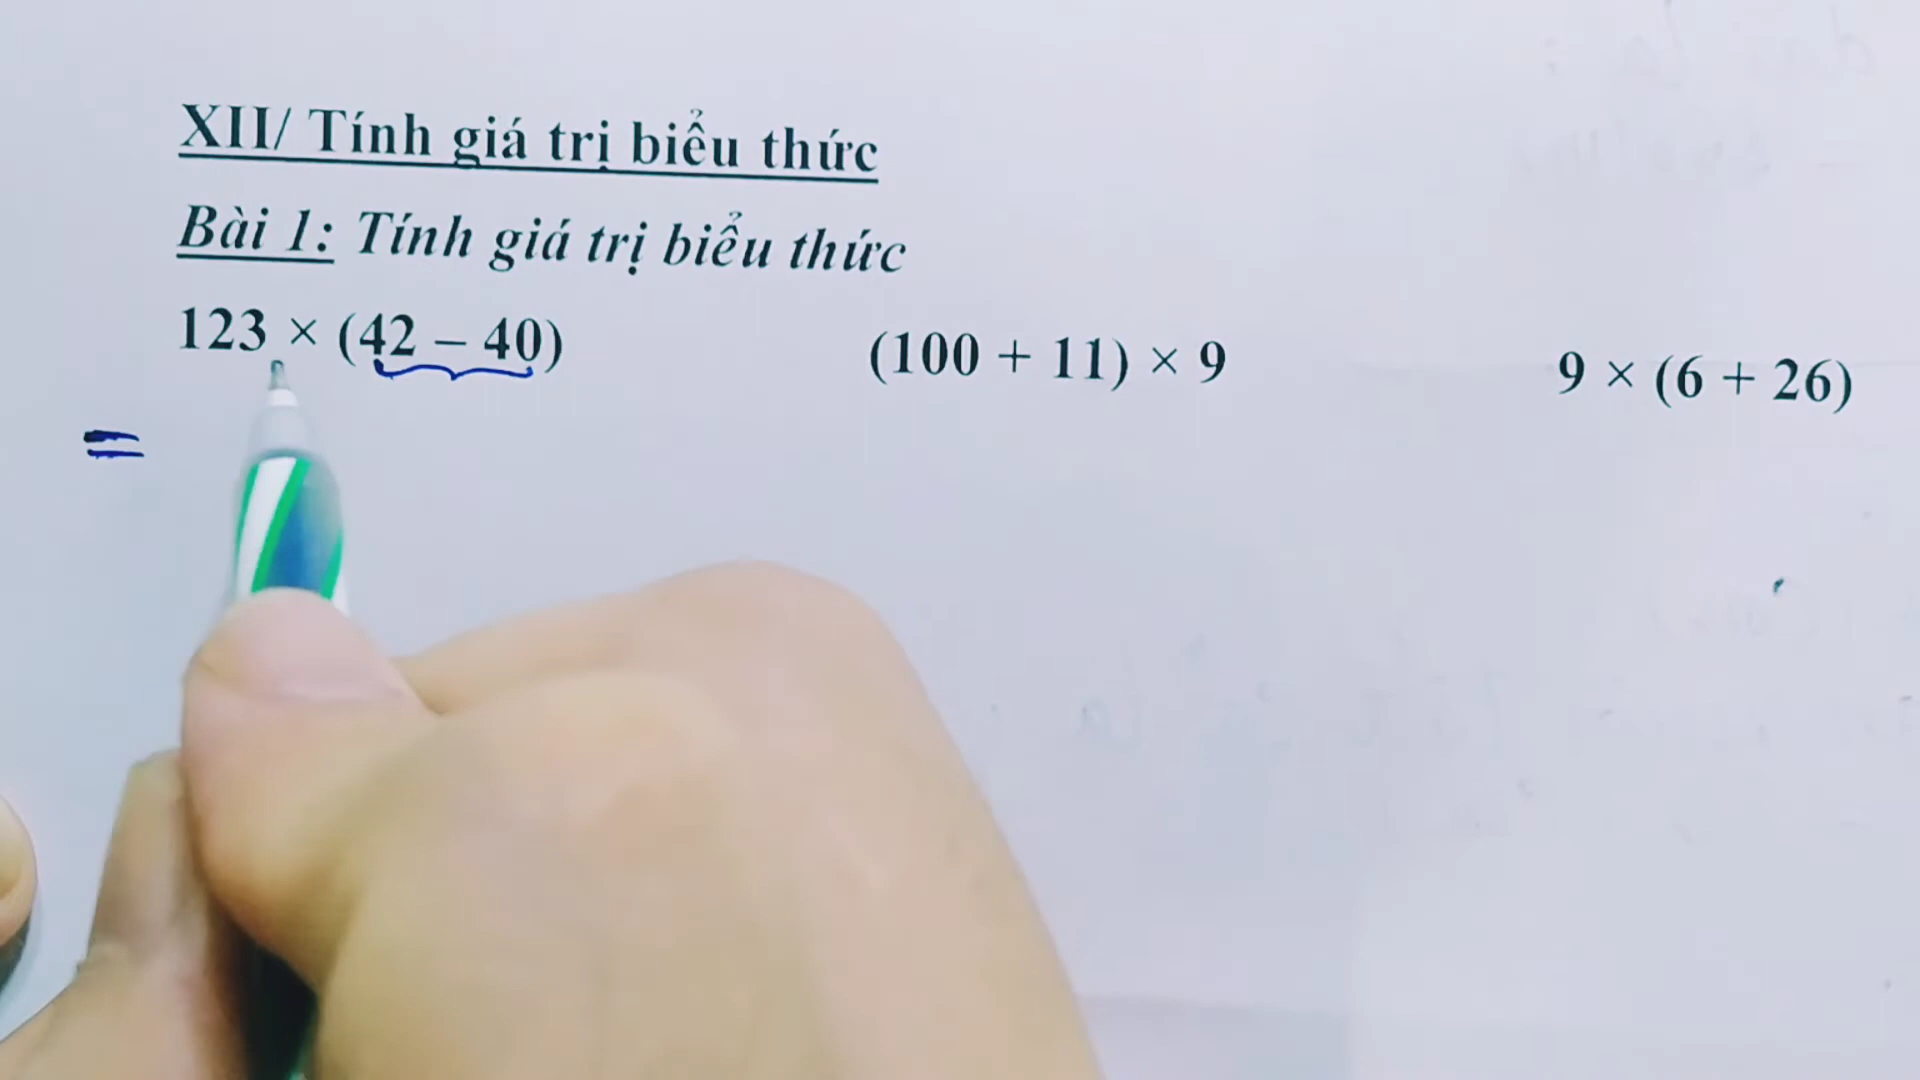 XII/ Tính giá trị biểu thức
Bài 1: Tính giá trị biểu thức
123 × (42 – 40) (100 + 11) × 9 9 × (6 + 26)
=